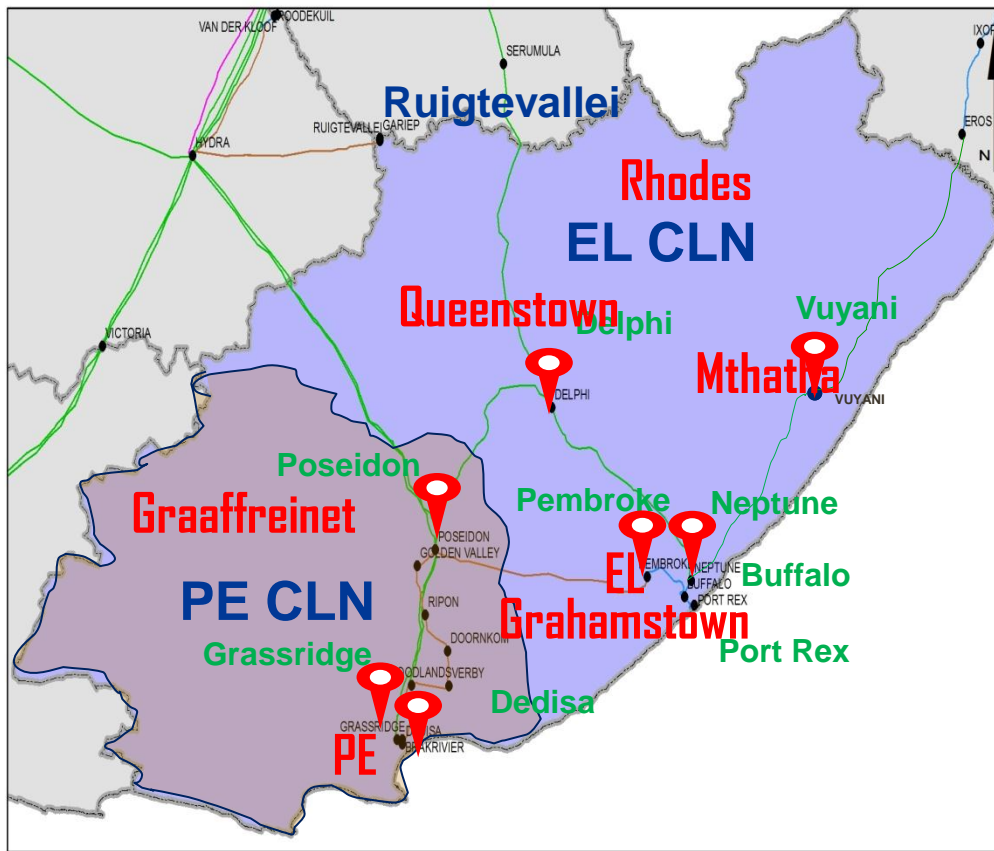 ROODEKUIL
VAN DER KLOOF
IXOP
SERUMULA
Ruigtevallei
RUIGTEVALLEI
GARIEP
EROS
HYDRA
N
Rhodes
EL CLN
Queenstown
Delphi
Vuyani
VICTORIA
Mthatha
VUYANI
DELPHI
Poseidon
Graaffreinet
Pembroke
Neptune
POSEIDON
GOLDEN VALLEY
PEMBROKE
NEPTUNE
EL
Buffalo
BUFFALO
PE CLN
RIPON
PORT REX
Grahamstown
DOORNKOM
Port Rex
Grassridge
OODLANDS
VERBY
Dedisa
GRASSRIDGE
DEDISA
BRAKRIVIER
PE